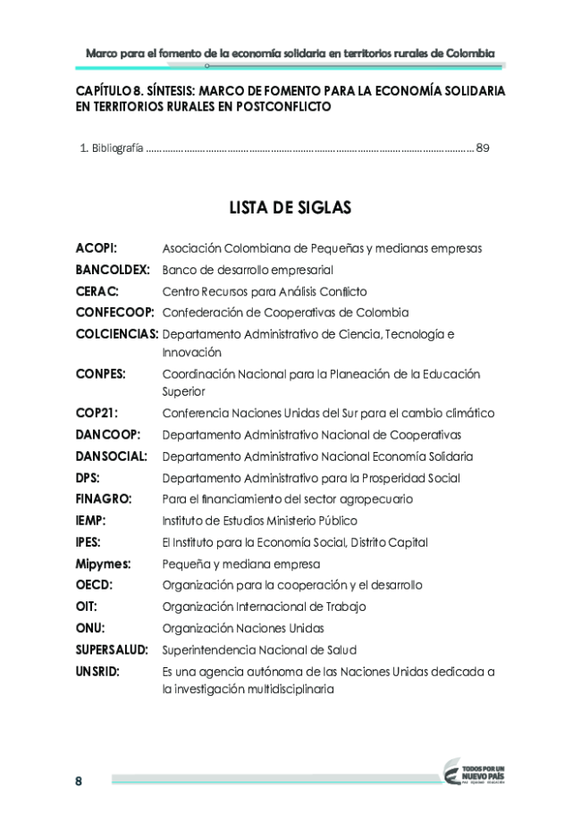 Marco para el fomento de la economía solidaria en territorios rurales de Colombia
CAPÍTULO 8. SÍNTESIS: MARCO DE FOMENTO PARA LA ECONOMÍA SOLIDARIA
EN TERRITORIOS RURALES EN POSTCONFLICTO
1. Bibliografía ........................................................................................................ 89
LISTA DE SIGLAS
ACOPI: Asociación Colombiana de Pequeñas y medianas empresas
BANCOLDEX: Banco de desarrollo empresarial
CERAC: Centro Recursos para Análisis Conflicto
CONFECOOP: Confederación de Cooperativas de Colombia
COLCIENCIAS: Departamento Administrativo de Ciencia, Tecnología e
Innovación
CONPES: Coordinación Nacional para la Planeación de la Educación
Superior
COP21: Conferencia Naciones Unidas del Sur para el cambio climático
DANCOOP: Departamento Administrativo Nacional de Cooperativas
DANSOCIAL: Departamento Administrativo Nacional Economía Solidaria
DPS: Departamento Administrativo para la Prosperidad Social
FINAGRO: Para el financiamiento del sector agropecuario
IEMP: Instituto de Estudios Ministerio Público
IPES: El Instituto para la Economía Social, Distrito Capital
Mipymes: Pequeña y mediana empresa
OECD: Organización para la cooperación y el desarrollo
OIT: Organización Internacional de Trabajo
ONU: Organización Naciones Unidas
SUPERSALUD: Superintendencia Nacional de Salud
UNSRID: Es una agencia autónoma de las Naciones Unidas dedicada a
la investigación multidisciplinaria
8
TODOS POR UN
NUEVO PAÍS
PAZ EQUIDAD EDUCACIÓN